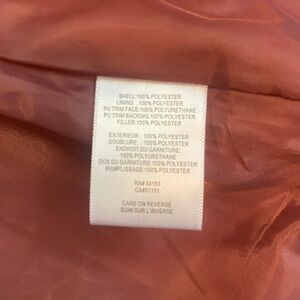 SHELL:100% POLYESTER
LINING : 100% POLYESTER
PU TRIM FACE:100% POLYURETHANE
PU TRIM BACKING:100% POLYESTER
FILLER:100% POLYESTER
EXTERIEUR : 100% POLYESTER
DOUBLURE : 100% POLYESTER
ENDROIT DU GARNITURE:
100% POLYURETHANE
DOS DU GARNITURE:100% POLYESTER
REMPLISSAGE:100% POLYESTER
RN# 54163
CA#57151
CARE ON REVERSE
SOIN SUR L'INVERSE